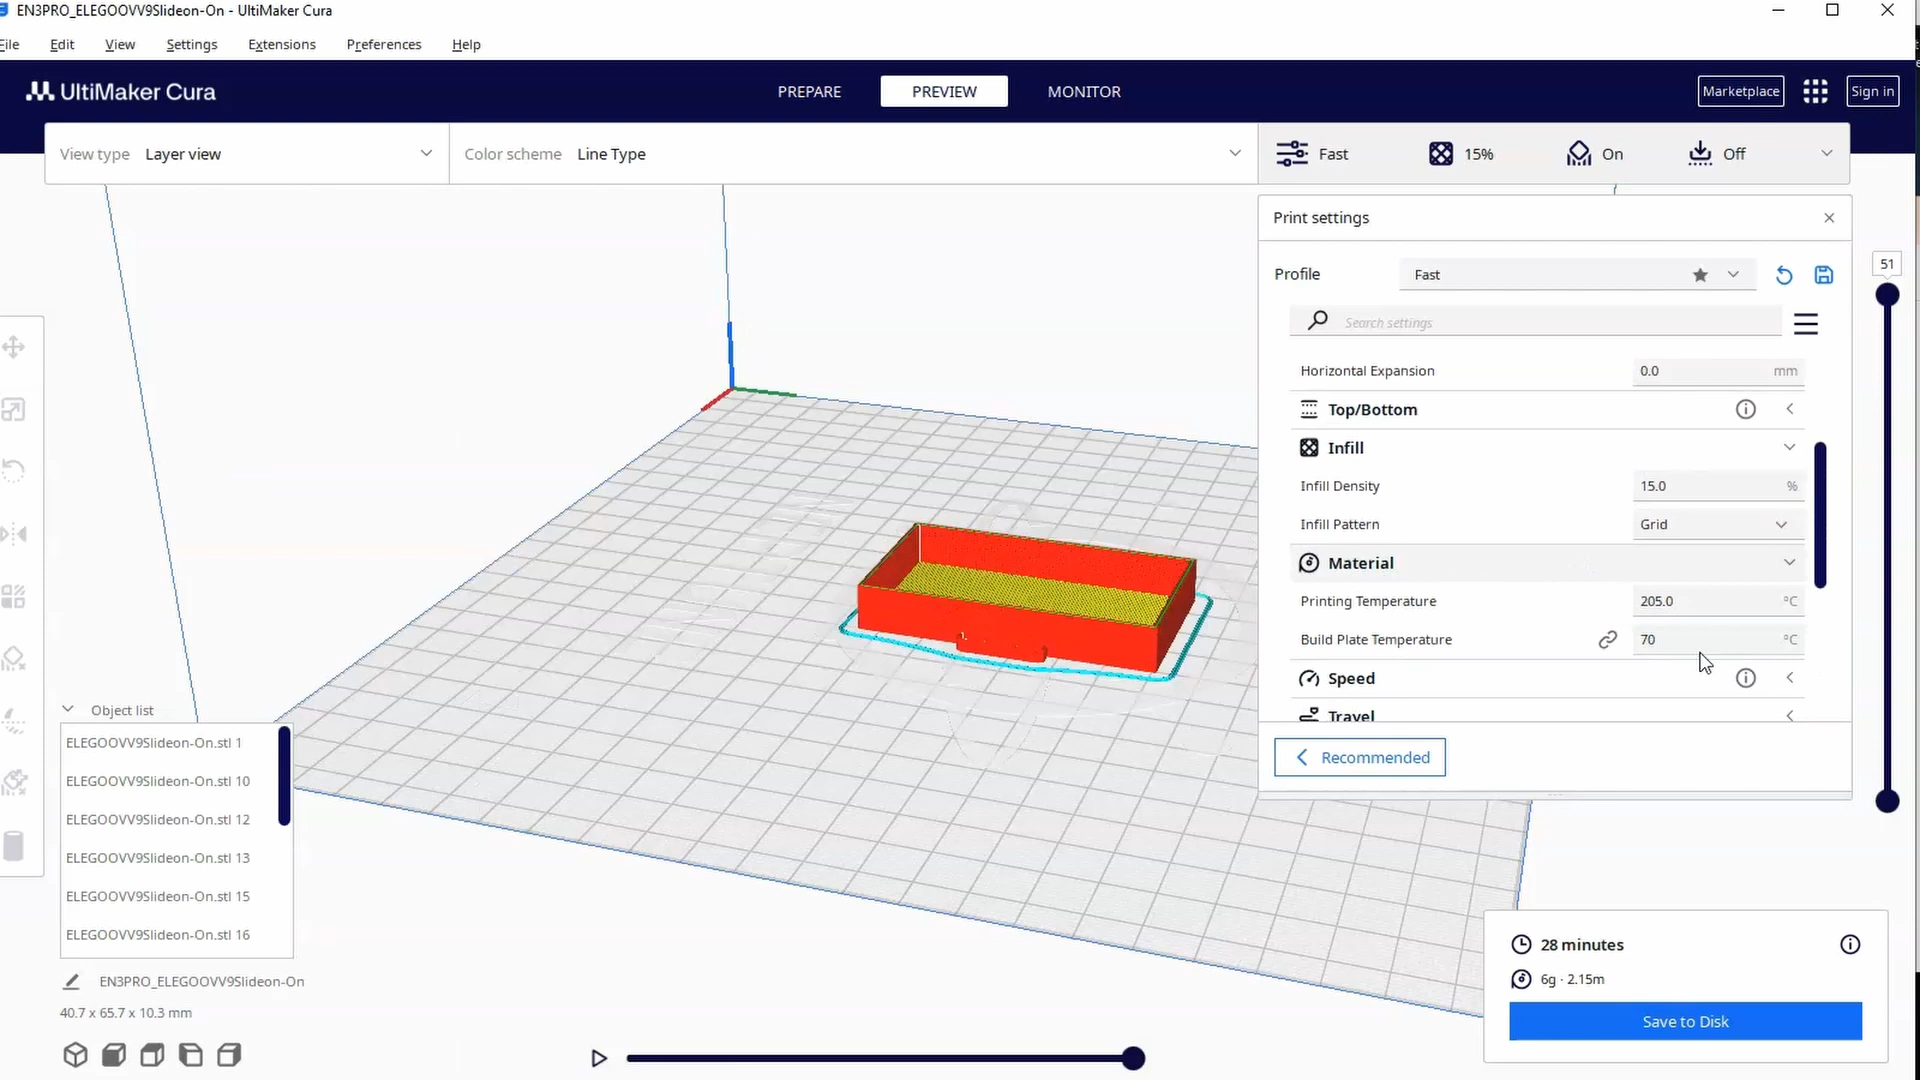 EN3PRO_ELEGOOVV9Slideon-On - UltiMaker Cura
File Edit View Settings Extensions Preferences Help
UltiMaker Cura PREPARE PREVIEW MONITOR Marketplace Sign in
View type Layer view Color scheme Line Type Fast 15% On Off
Print settings
51
Profile Fast
Search settings
Horizontal Expansion 0.0 mm
Top/Bottom
Infill
Infill Density 15.0 %
Infill Pattern Grid
Material
Printing Temperature 205.0 °C
Build Plate Temperature 70 °C
Speed
Travel
Recommended
Object list
ELEGOOVV9Slideon-On.stl 1
ELEGOOVV9Slideon-On.stl 10
ELEGOOVV9Slideon-On.stl 12
ELEGOOVV9Slideon-On.stl 13
ELEGOOVV9Slideon-On.stl 15
ELEGOOVV9Slideon-On.stl 16
EN3PRO_ELEGOOVV9Slideon-On
40.7 x 65.7 x 10.3 mm
28 minutes
6g · 2.15m
Save to Disk